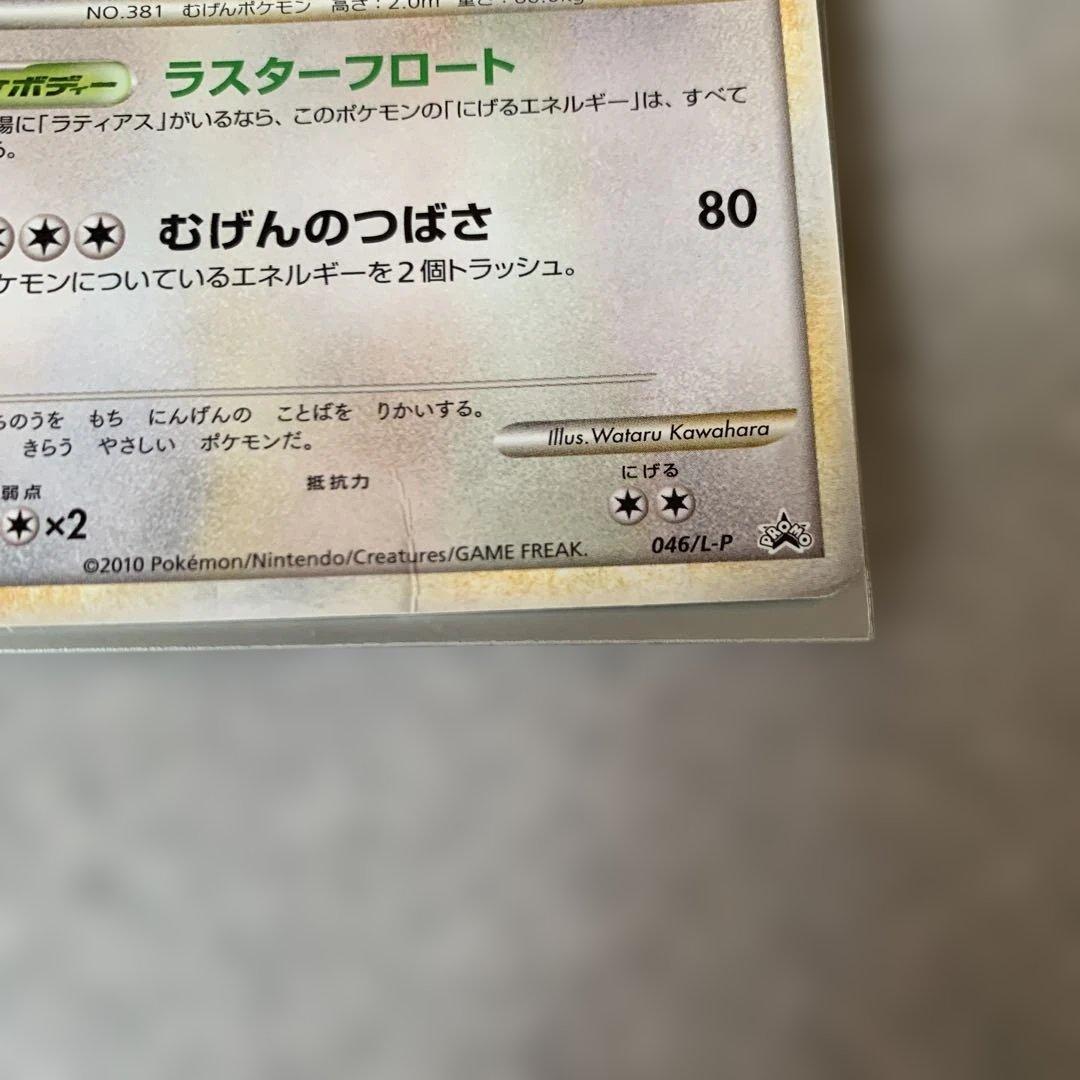 NO.381 むげんポケモン 高さ:2.0m 重さ:
ケボディー ラスターフロート
場に「ラティアス」がいるなら、このポケモンの「にげるエネルギー」は、すべて
る。
むげんのつばさ 80
ケモンについているエネルギーを2個トラッシュ。
ちのうを もち にんげんの ことばを りかいする。
きらう やさしい ポケモンだ。
Illus.Wataru Kawahara
弱点 抵抗力 にげる
×2
©2010 Pokémon/Nintendo/Creatures/GAME FREAK.
046/L-P PROMO